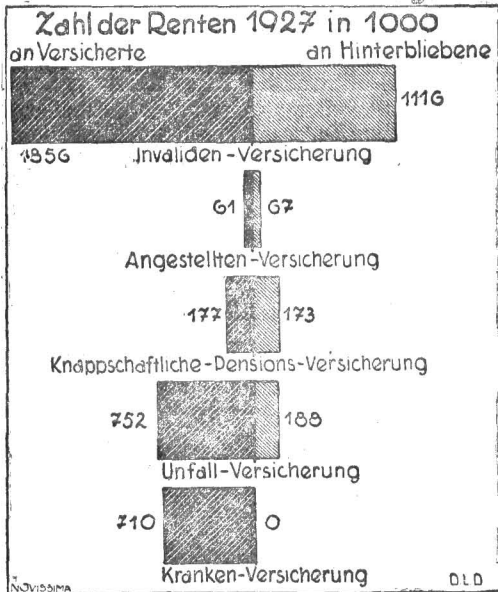 Zahl der Renten 1927 in 1000
an Versicherte an Hinterbliebene
1116
1856 Invaliden-Versicherung
61 67
Angestellten-Versicherung
177 173
Knappschaftliche-Pensions-Versicherung
752 188
Unfall-Versicherung
710 0
Kranken-Versicherung
NOVISSIMA DLD